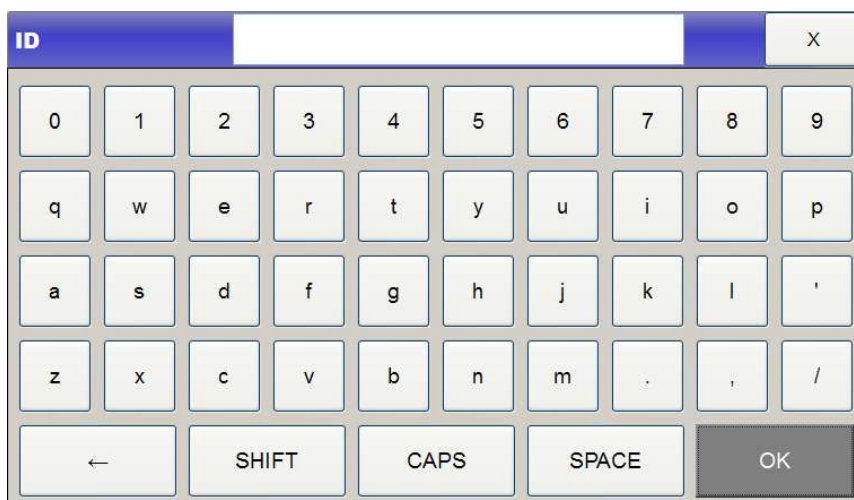 ID X
0 1 2 3 4 5 6 7 8 9
q w e r t y u i o p
a s d f g h j k l '
z x c v b n m . , /
← SHIFT CAPS SPACE OK